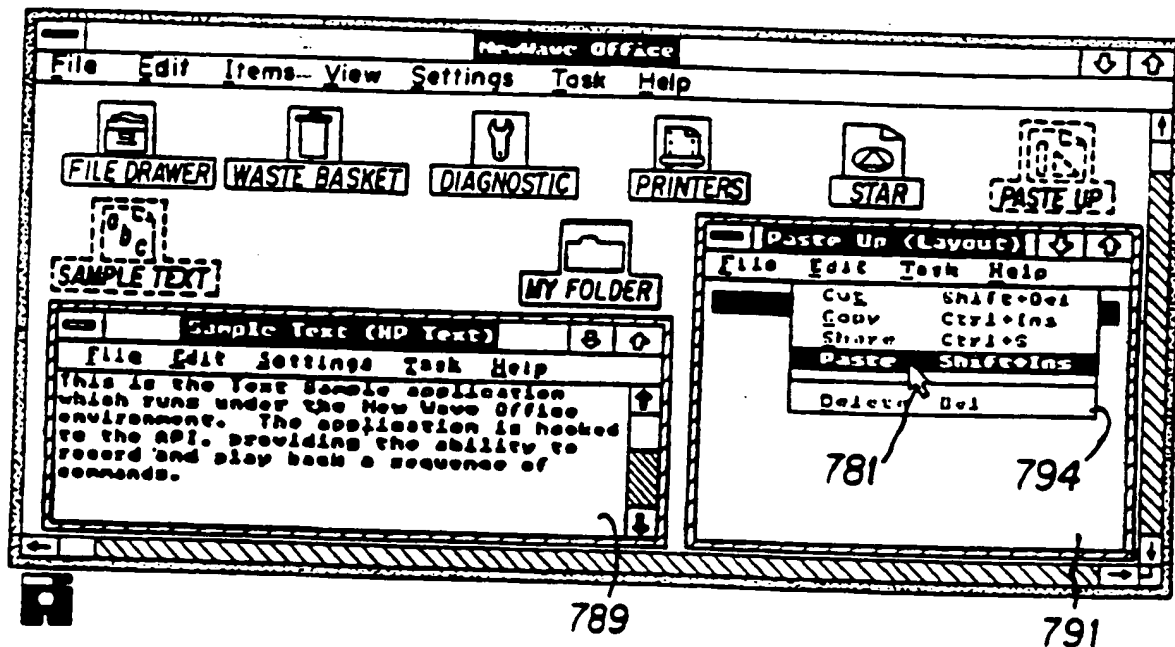 NewWave Office
File Edit Items View Settings Task Help
FILE DRAWER WASTE BASKET DIAGNOSTIC PRINTERS STAR PASTE UP
abc
SAMPLE TEXT
MY FOLDER
Paste Up (Layout)
File Edit Task Help
Cut Shift+Del
Copy Ctrl+Ins
Share Ctrl+S
Paste Shift+Ins
Delete Del
Sample Text (HP Text)
File Edit Settings Task Help
This is the Text Sample application
which runs under the New Wave Office
environment. The application is hooked
to the API, providing the ability to
record and play back a sequence of
commands.
781
794
789
791